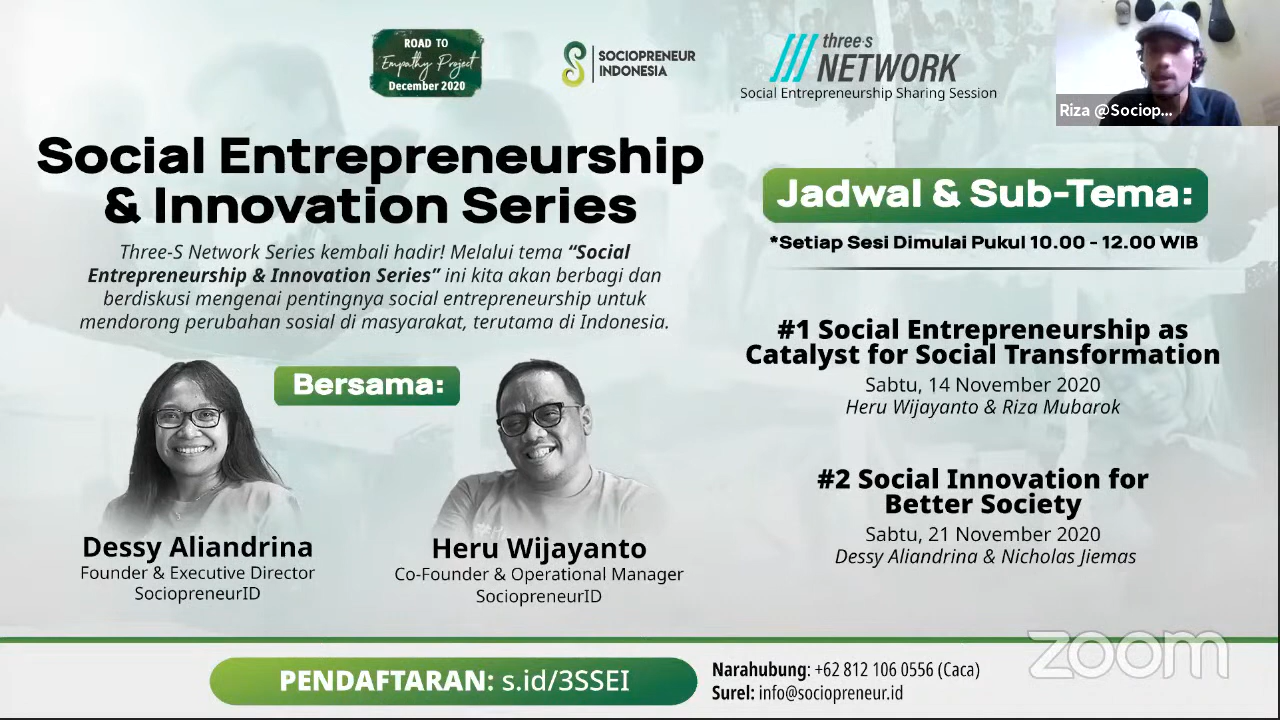 ROAD TO
Empathy Project
December 2020
SOCIOPRENEUR
INDONESIA
three·s
NETWORK
Social Entrepreneurship Sharing Session
Riza @Sociop...
Social Entrepreneurship
& Innovation Series
Three-S Network Series kembali hadir! Melalui tema “Social
Entrepreneurship & Innovation Series” ini kita akan berbagi dan
berdiskusi mengenai pentingnya social entrepreneurship untuk
mendorong perubahan sosial di masyarakat, terutama di Indonesia.
Bersama:
Dessy Aliandrina
Founder & Executive Director
SociopreneurID
Heru Wijayanto
Co-Founder & Operational Manager
SociopreneurID
Jadwal & Sub-Tema:
*Setiap Sesi Dimulai Pukul 10.00 - 12.00 WIB
#1 Social Entrepreneurship as
Catalyst for Social Transformation
Sabtu, 14 November 2020
Heru Wijayanto & Riza Mubarok
#2 Social Innovation for
Better Society
Sabtu, 21 November 2020
Dessy Aliandrina & Nicholas Jiemas
zoom
PENDAFTARAN: s.id/3SSEI
Narahubung: +62 812 106 0556 (Caca)
Surel: info@sociopreneur.id